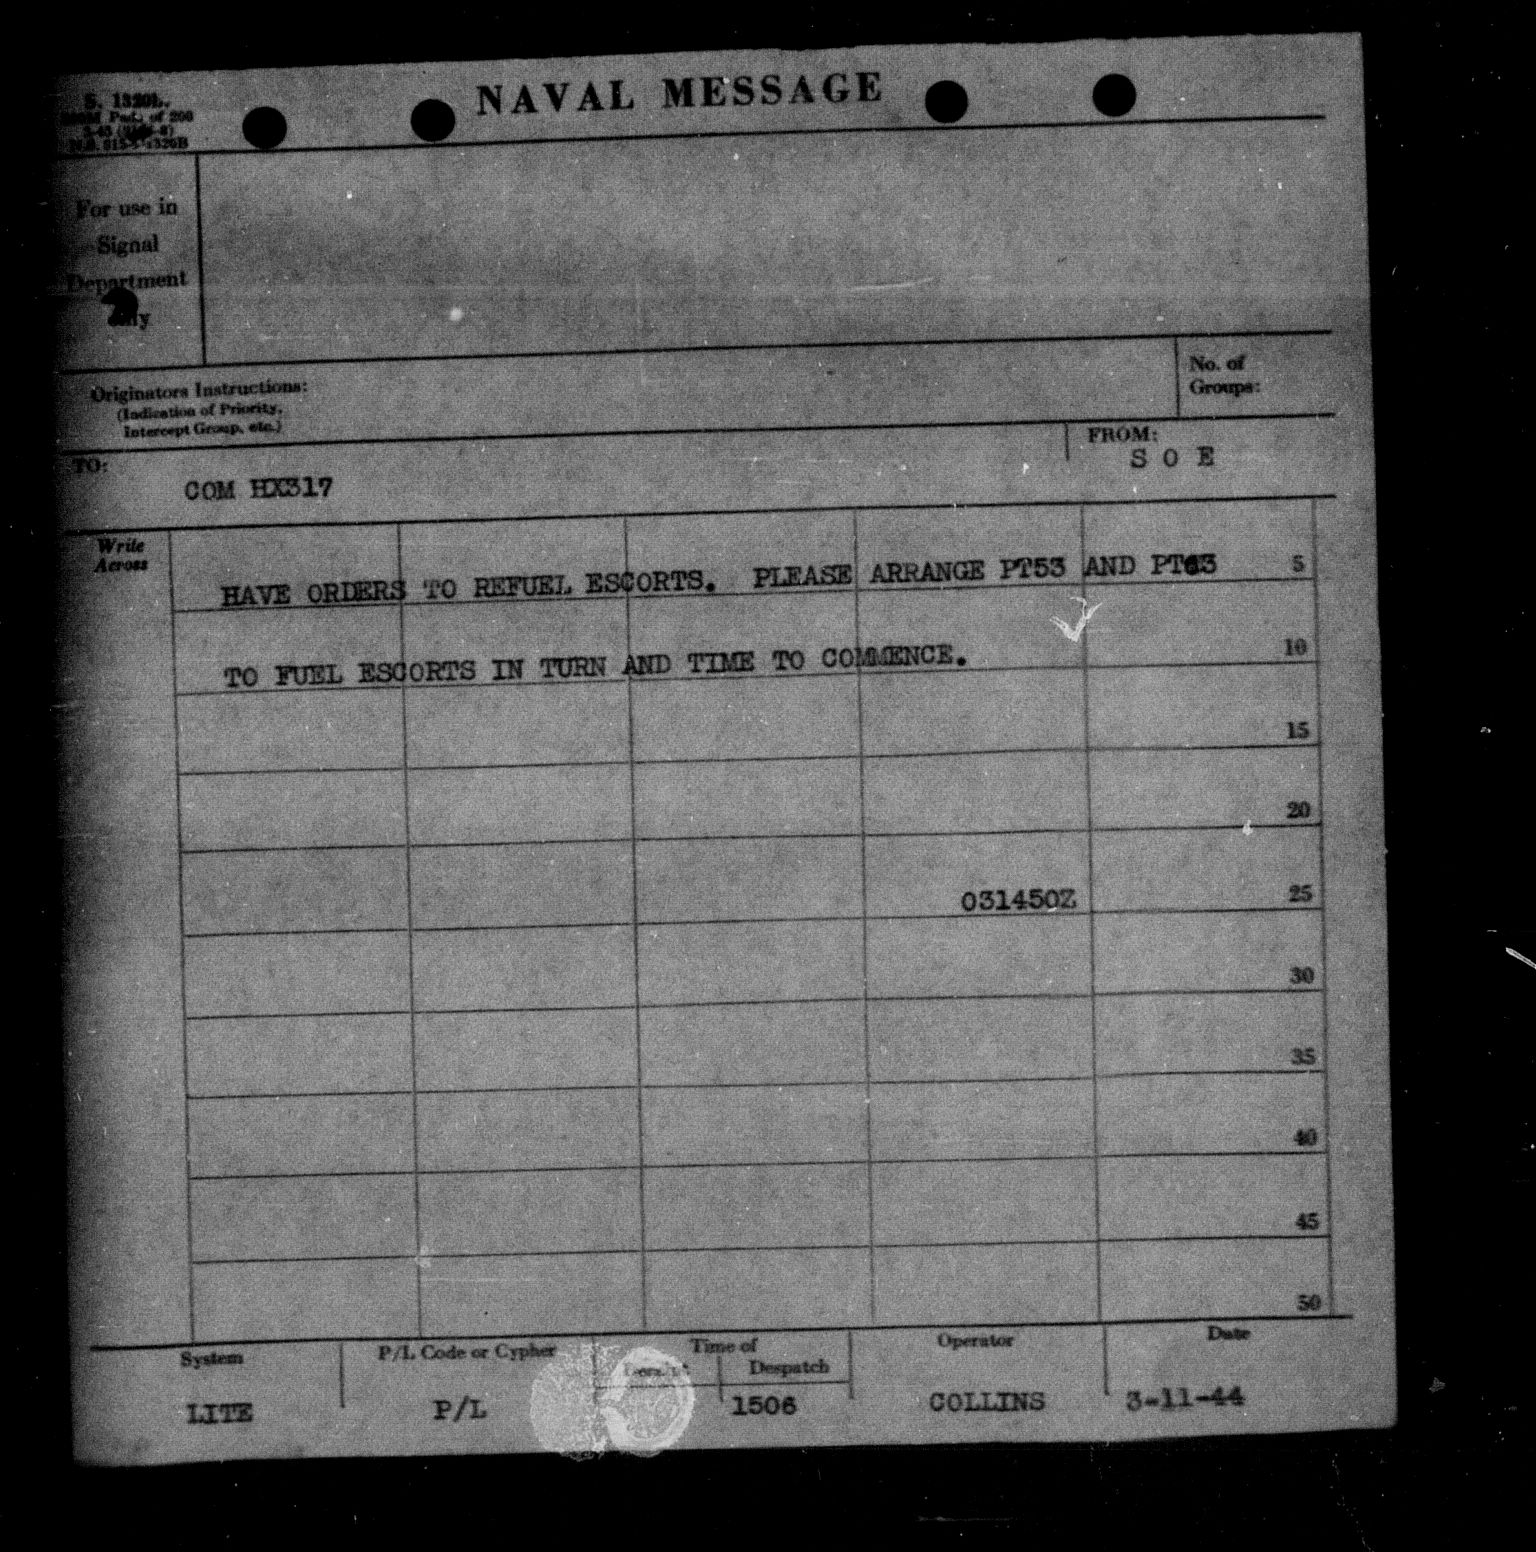 NAVAL MESSAGE
S. 1320b.
For use in
Signal
Department
only
Originators Instructions:
(Indication of Priority,
Intercept Group, etc.)
No. of
Groups:
TO:
COM HX317
FROM:
S O E
Write
Across
HAVE ORDERS TO REFUEL ESCORTS. PLEASE ARRANGE PT53 AND PT63
5
TO FUEL ESCORTS IN TURN AND TIME TO COMMENCE.
10
15
20
031450Z
25
30
35
40
45
50
System
P/L Code or Cypher
Time of
Despatch
Operator
Date
LITE
P/L
1506
COLLINS
3-11-44